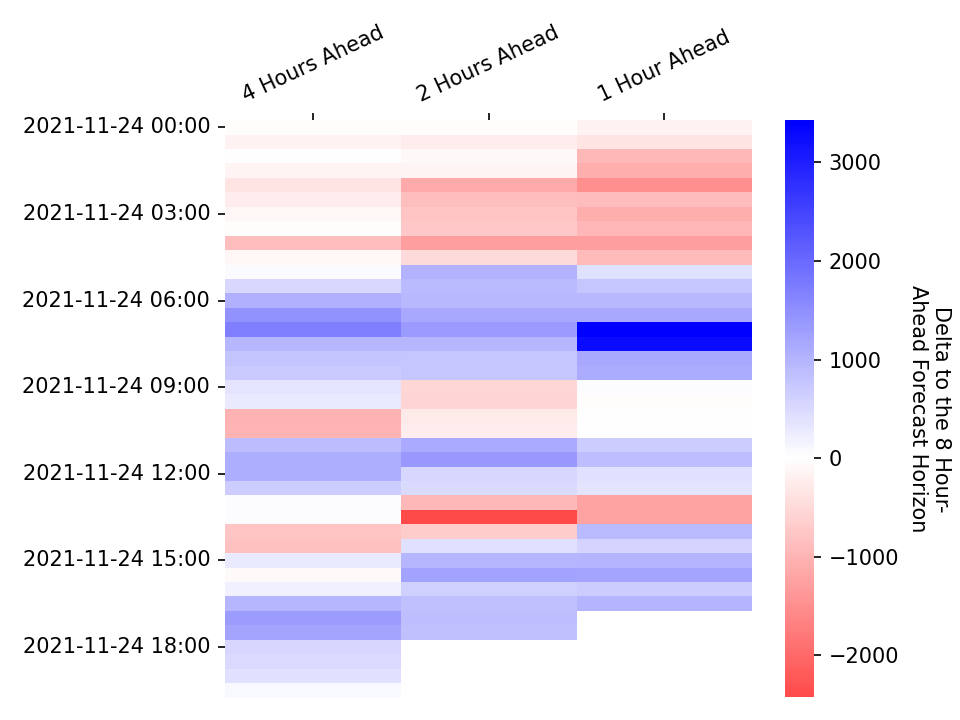 4 Hours Ahead
2 Hours Ahead
1 Hour Ahead
2021-11-24 00:00
2021-11-24 03:00
2021-11-24 06:00
2021-11-24 09:00
2021-11-24 12:00
2021-11-24 15:00
2021-11-24 18:00
3000
2000
1000
0
−1000
−2000
Delta to the 8 Hour-
Ahead Forecast Horizon